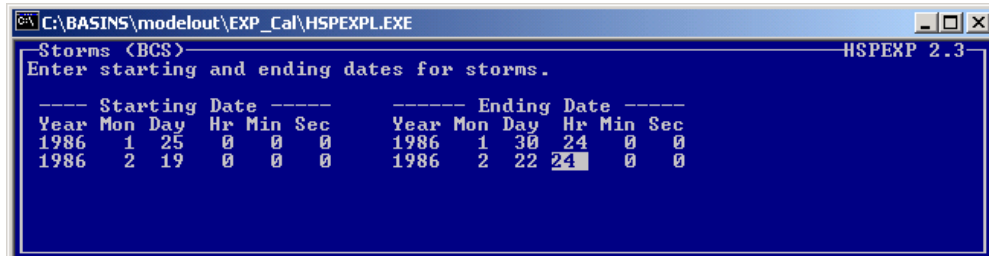 C:\BASINS\modelout\EXP_Cal\HSPEXPL.EXE
Storms (BCS) HSPEXP 2.3
Enter starting and ending dates for storms.
---- Starting Date ----- ------ Ending Date -----
Year Mon Day Hr Min Sec Year Mon Day Hr Min Sec
1986 1 25 0 0 0 1986 1 30 24 0 0
1986 2 19 0 0 0 1986 2 22 24 0 0